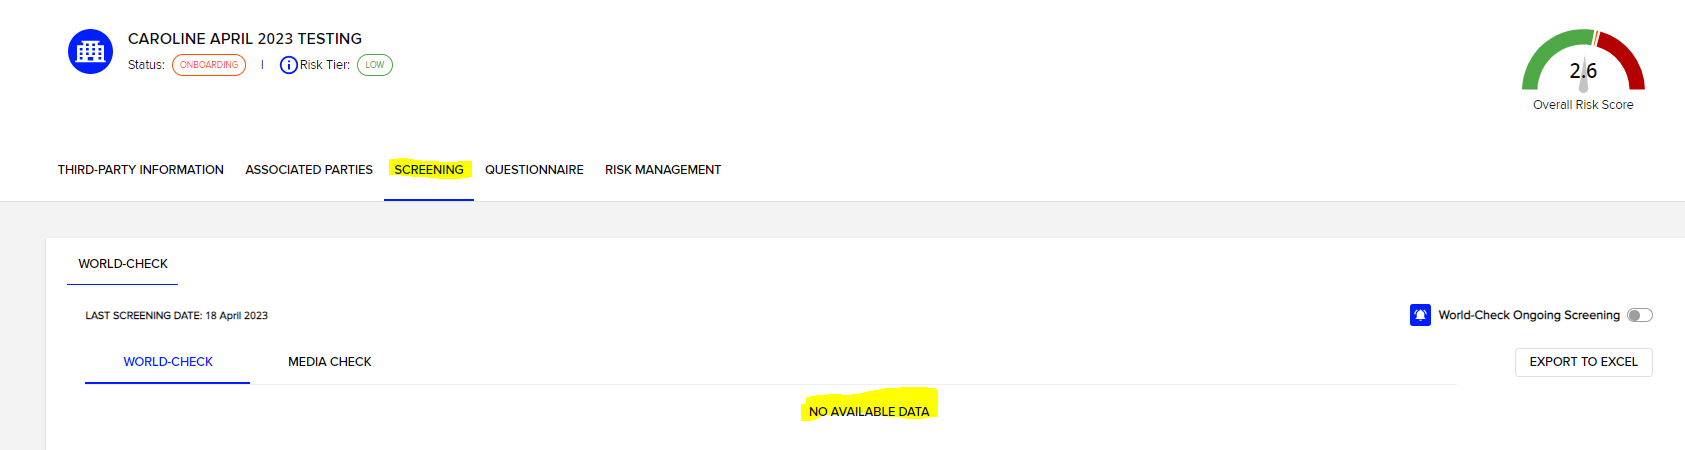 CAROLINE APRIL 2023 TESTING
Status: ONBOARDING | Risk Tier: LOW
2.6
Overall Risk Score
THIRD-PARTY INFORMATION ASSOCIATED PARTIES SCREENING QUESTIONNAIRE RISK MANAGEMENT
WORLD-CHECK
LAST SCREENING DATE: 18 April 2023 World-Check Ongoing Screening
WORLD-CHECK MEDIA CHECK EXPORT TO EXCEL
NO AVAILABLE DATA